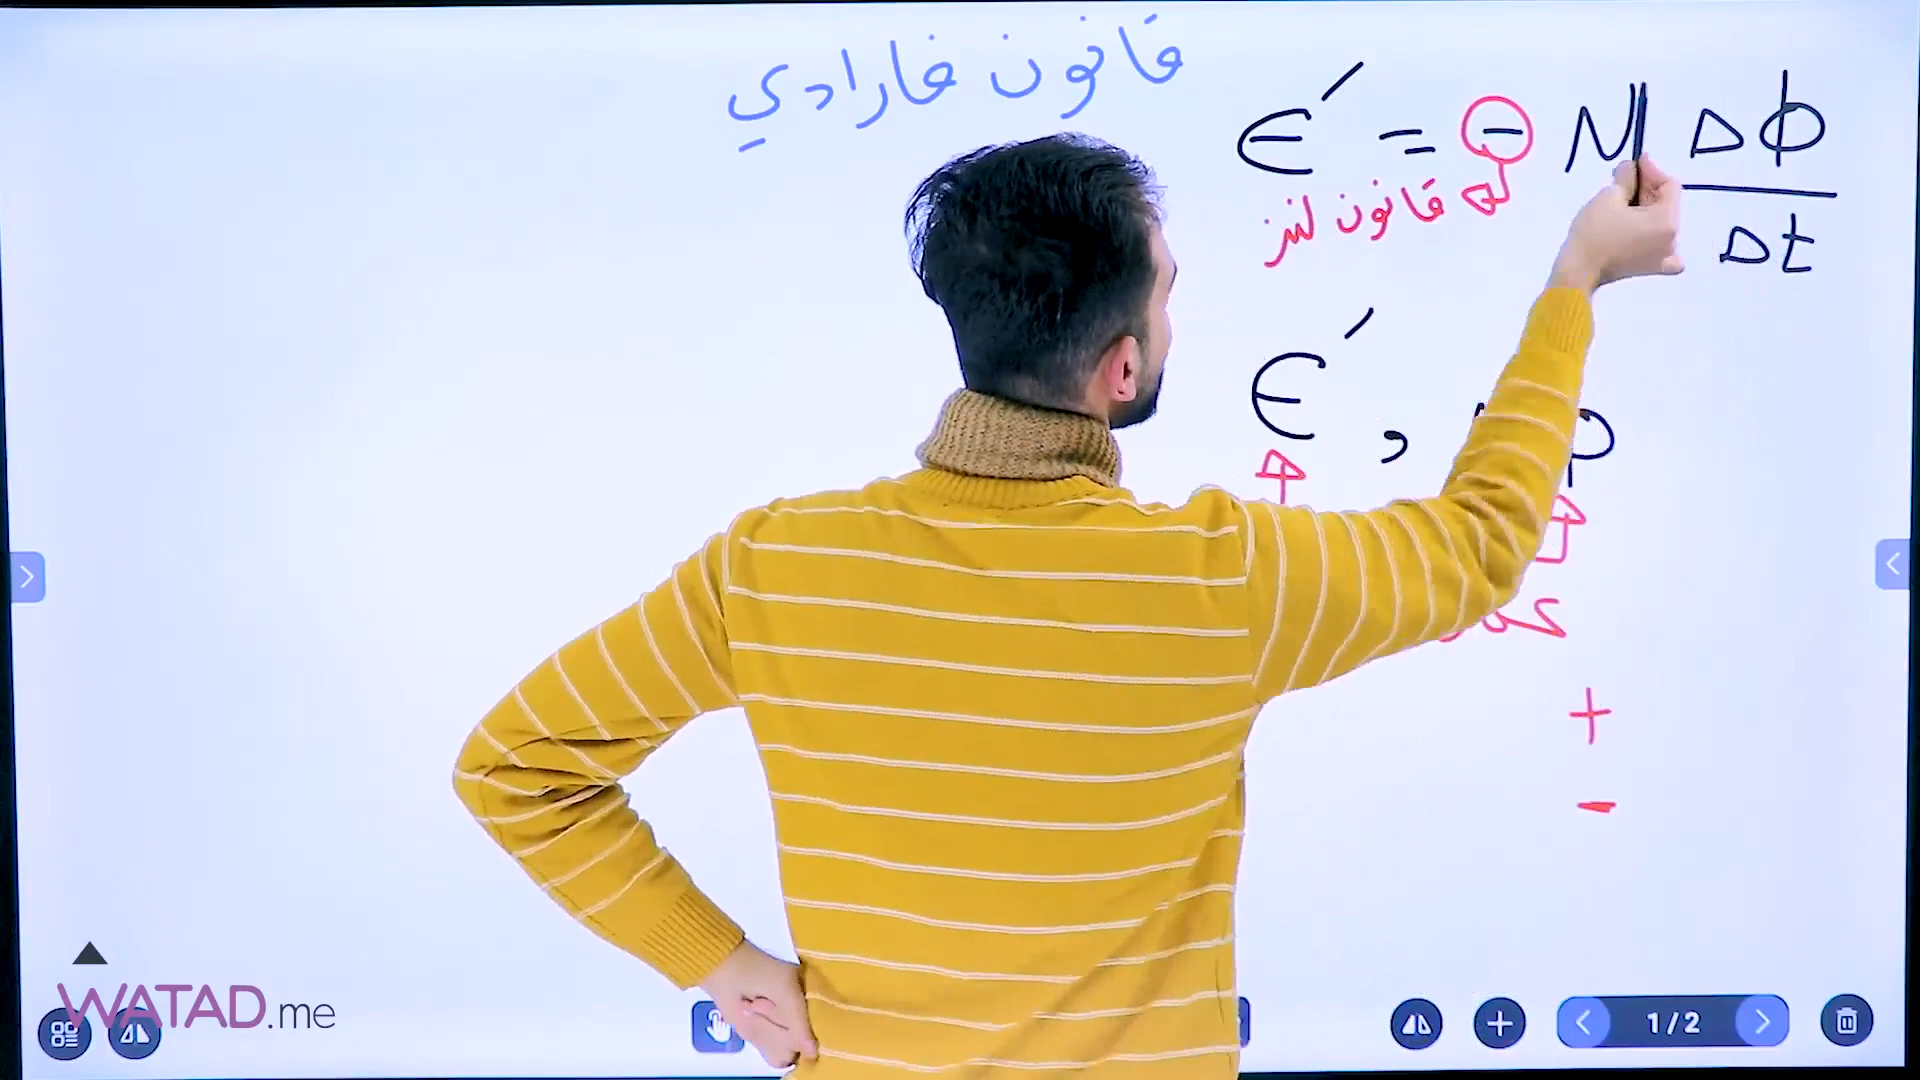 قانون فارادي
ϵ′ = - N Δφ
Δt
قانون لنز
ϵ′ ,
+
-
WATAD.me
1/2